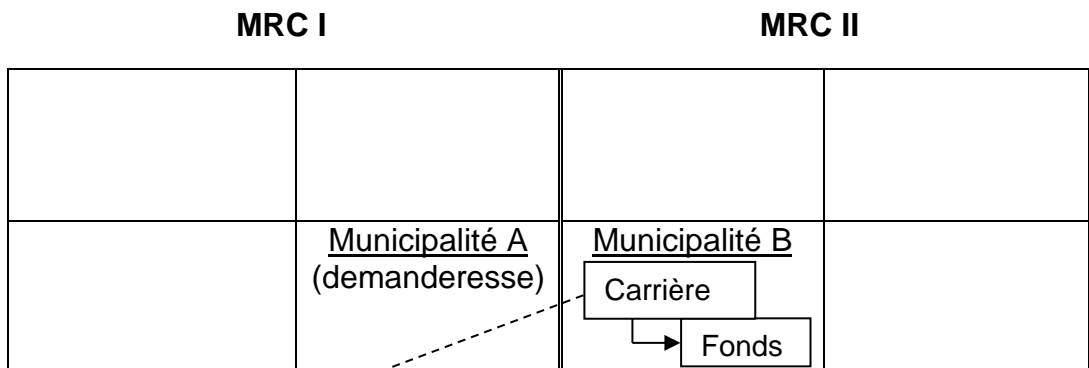 MRC I
MRC II
Municipalité A
(demanderesse)
Municipalité B
Carrière
Fonds